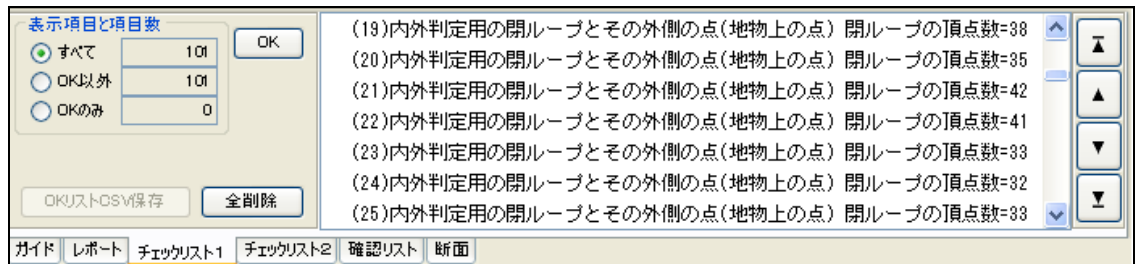 表示項目と項目数
すべて 101
OK以外 101
OKのみ 0
OK
OKリストCSV保存
全削除
(19)内外判定用の閉ループとその外側の点(地物上の点) 閉ループの頂点数=38
(20)内外判定用の閉ループとその外側の点(地物上の点) 閉ループの頂点数=35
(21)内外判定用の閉ループとその外側の点(地物上の点) 閉ループの頂点数=42
(22)内外判定用の閉ループとその外側の点(地物上の点) 閉ループの頂点数=41
(23)内外判定用の閉ループとその外側の点(地物上の点) 閉ループの頂点数=33
(24)内外判定用の閉ループとその外側の点(地物上の点) 閉ループの頂点数=32
(25)内外判定用の閉ループとその外側の点(地物上の点) 閉ループの頂点数=33
ガイド レポート チェックリスト1 チェックリスト2 確認リスト 断面